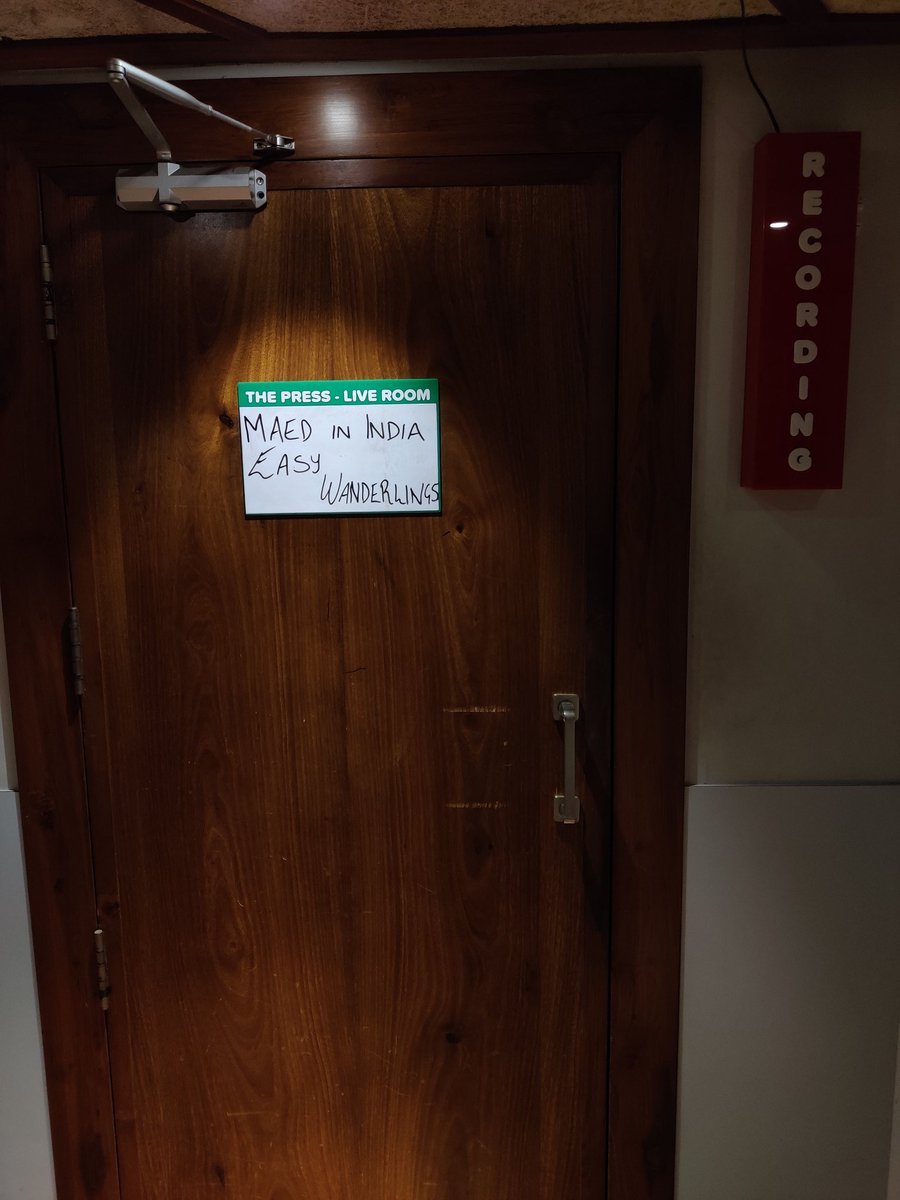 THE PRESS - LIVE ROOM
MAED IN INDIA
EASY
WANDERLINGS
RECORDING